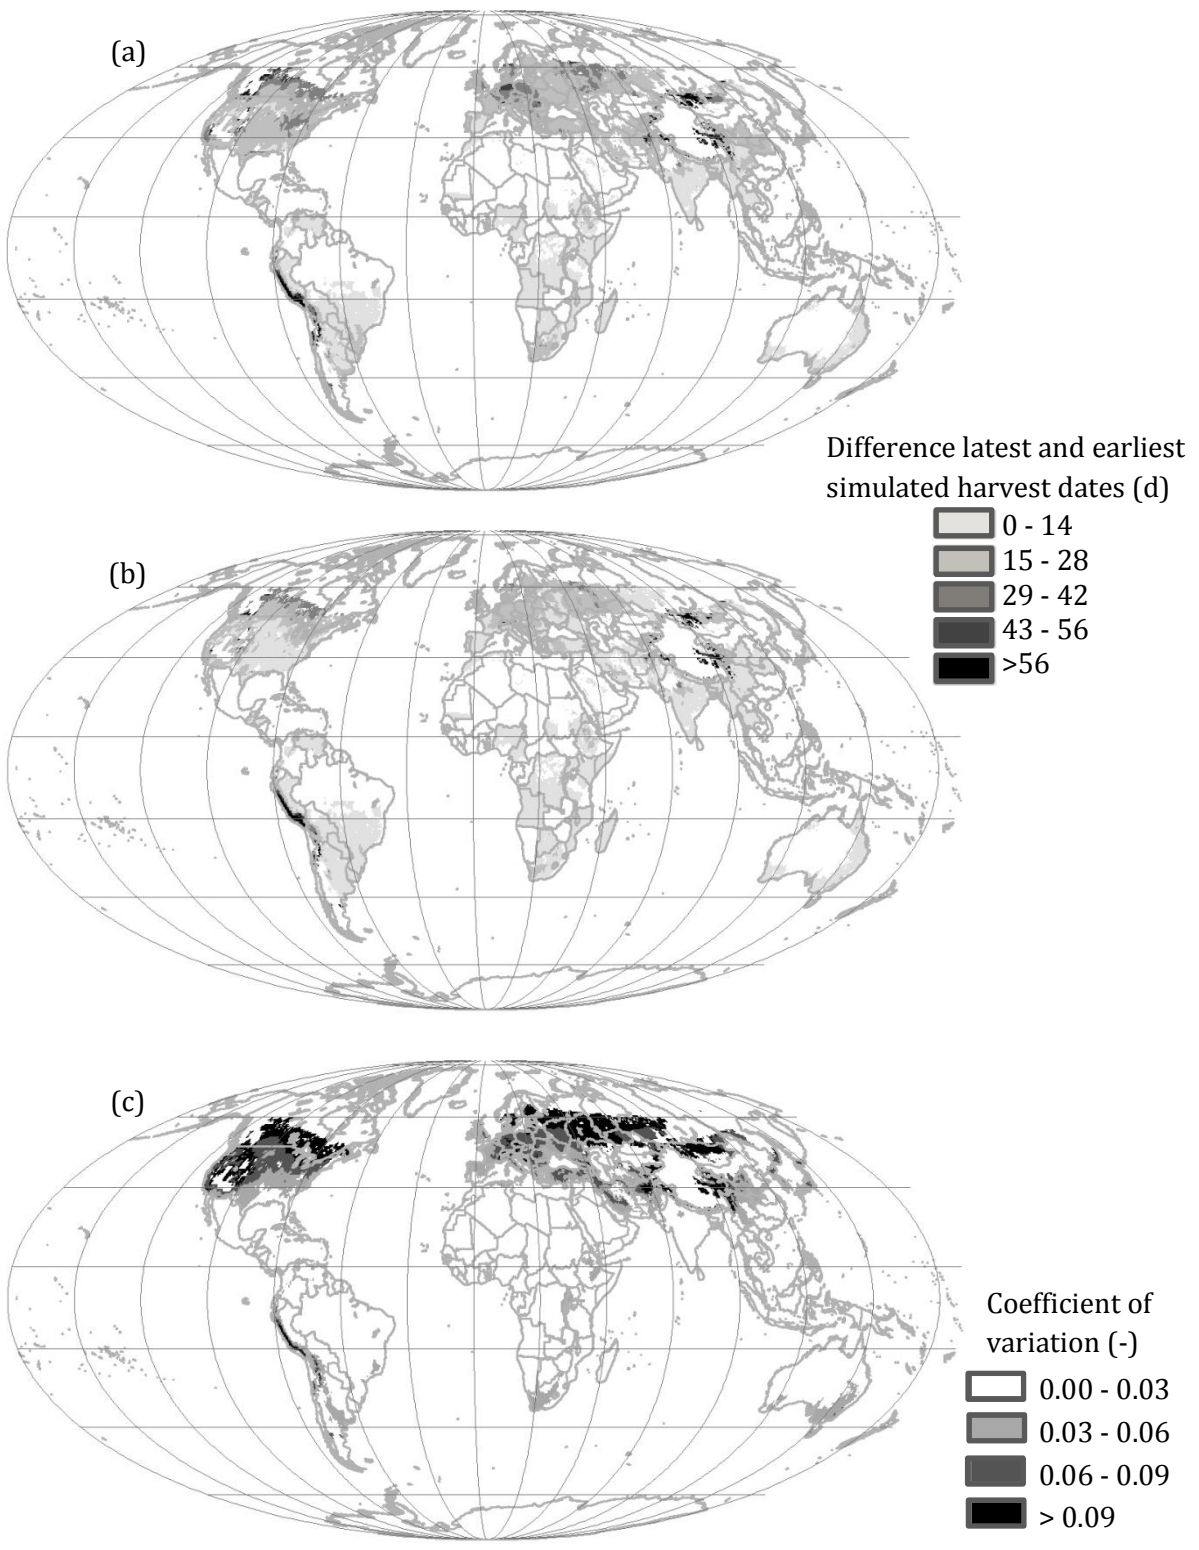 (a)
Difference latest and earliest
simulated harvest dates (d)
0 - 14
15 - 28
29 - 42
43 - 56
>56
(b)
(c)
Coefficient of
variation (-)
0.00 - 0.03
0.03 - 0.06
0.06 - 0.09
> 0.09